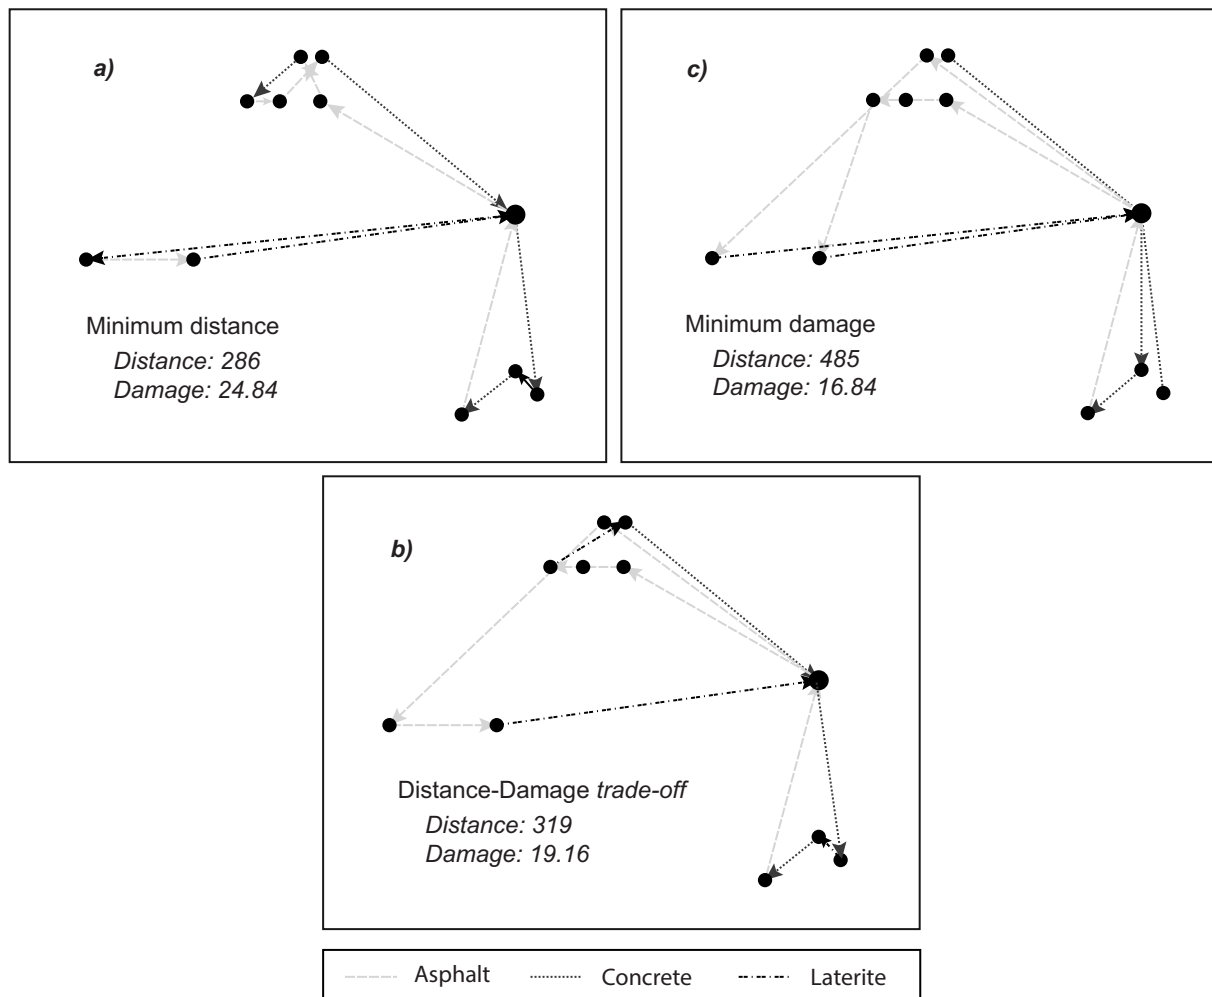 a)
Minimum distance
Distance: 286
Damage: 24.84
c)
Minimum damage
Distance: 485
Damage: 16.84
b)
Distance-Damage trade-off
Distance: 319
Damage: 19.16
Asphalt Concrete Laterite